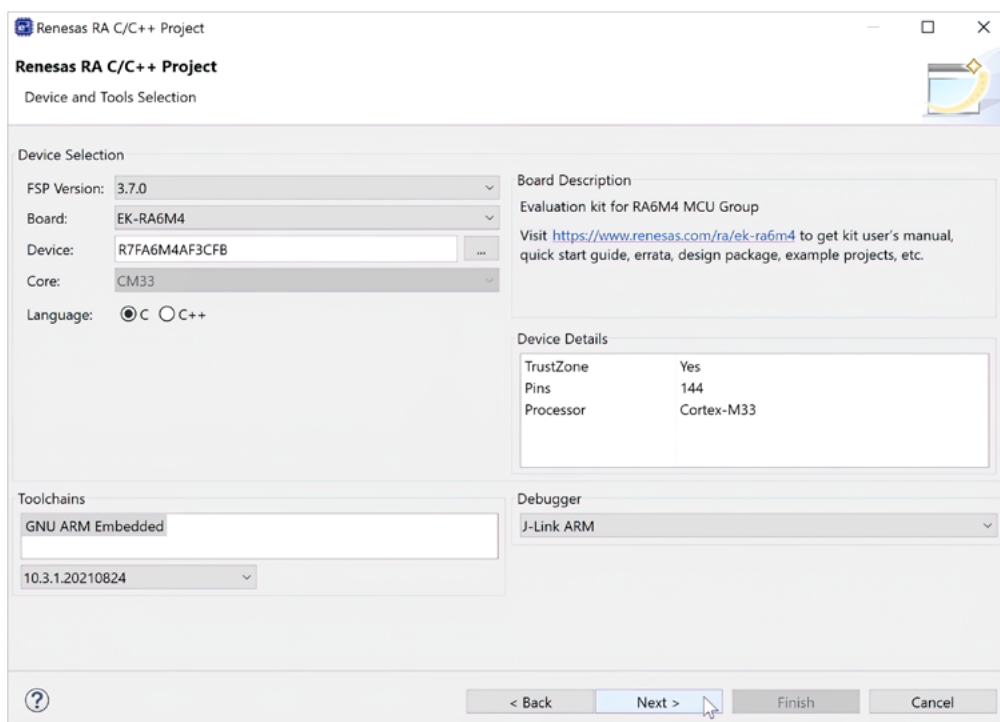 Renesas RA C/C++ Project
Renesas RA C/C++ Project
Device and Tools Selection
Device Selection
FSP Version: 3.7.0
Board: EK-RA6M4
Device: R7FA6M4AF3CFB ...
Core: CM33
Language: C C++
Board Description
Evaluation kit for RA6M4 MCU Group
Visit https://www.renesas.com/ra/ek-ra6m4 to get kit user's manual,
quick start guide, errata, design package, example projects, etc.
Device Details
TrustZone Yes
Pins 144
Processor Cortex-M33
Toolchains
GNU ARM Embedded
10.3.1.20210824
Debugger
J-Link ARM
? < Back Next > Finish Cancel